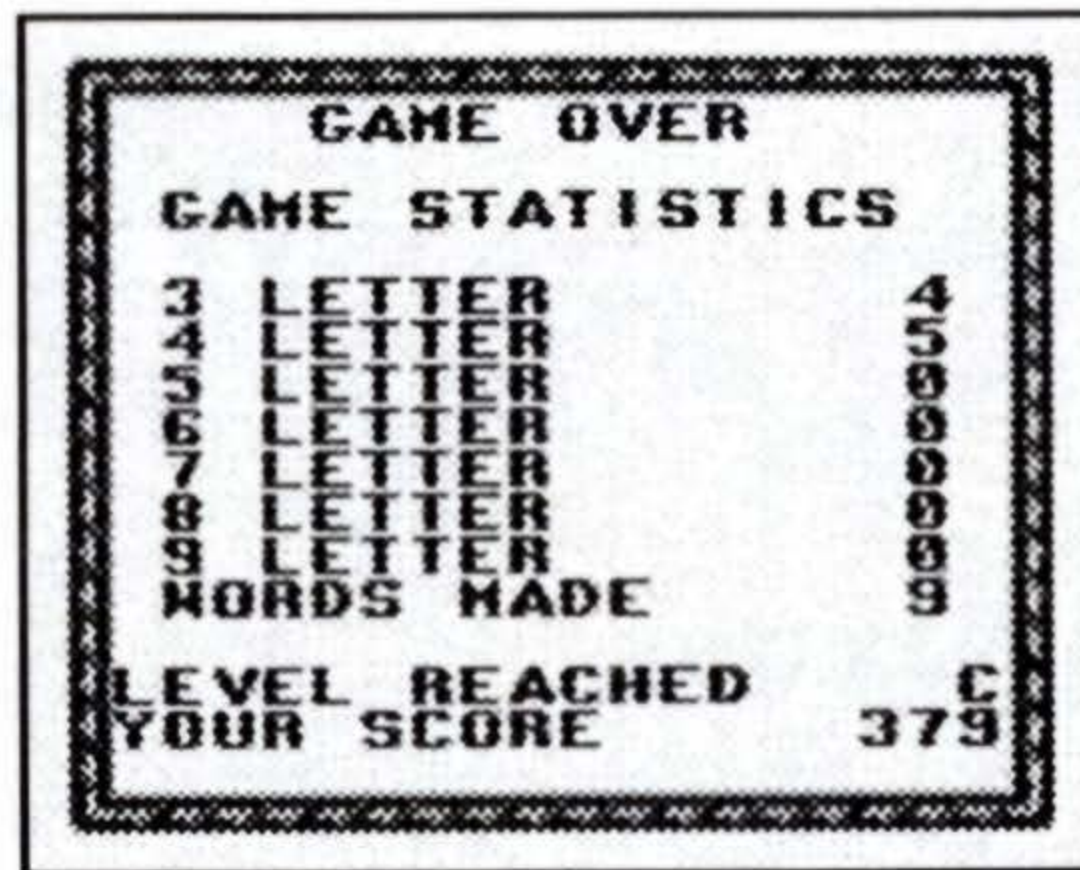 GAME OVER
GAME STATISTICS
3 LETTER 4
4 LETTER 5
5 LETTER 0
6 LETTER 0
7 LETTER 0
8 LETTER 0
9 LETTER 0
WORDS MADE 9
LEVEL REACHED C
YOUR SCORE 379